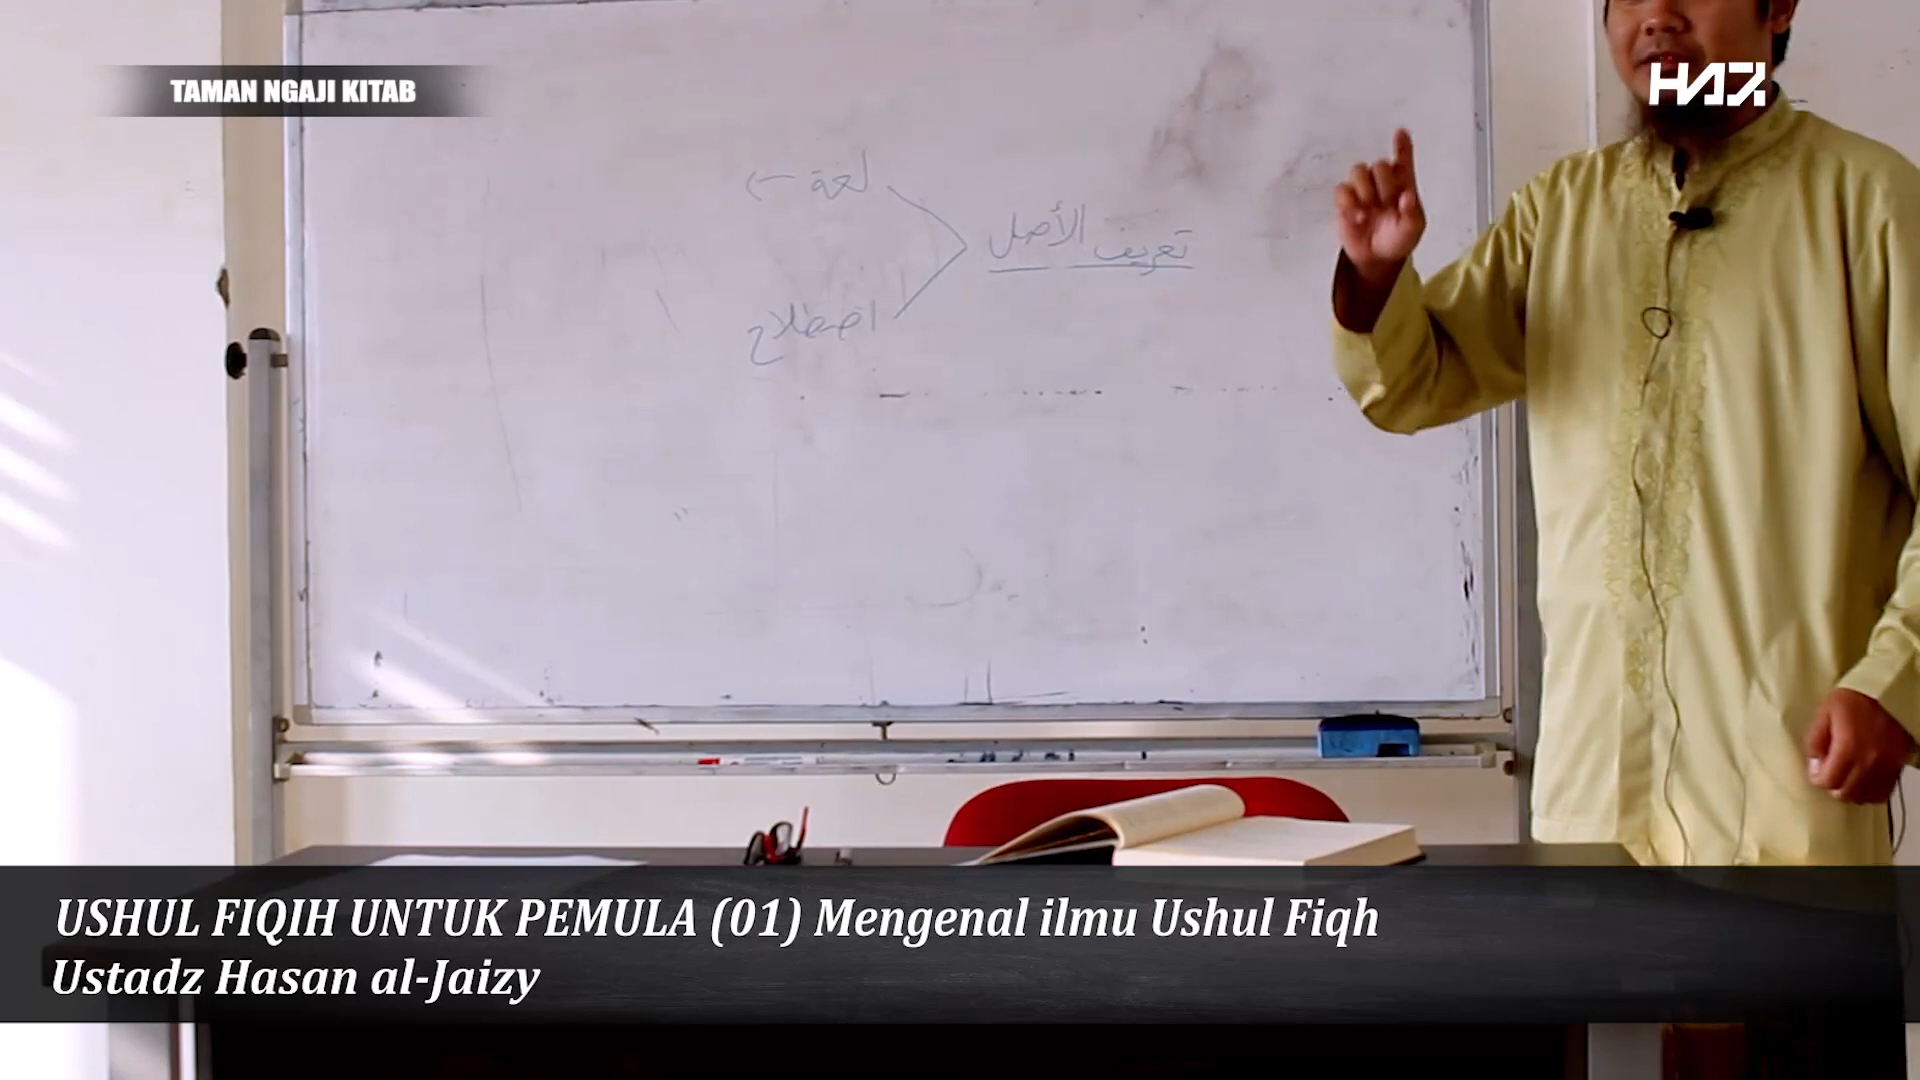 TAMAN NGAJI KITAB
HAZ
تعريف الأصل
لغة
اصطلاح
USHUL FIQIH UNTUK PEMULA (01) Mengenal ilmu Ushul Fiqh
Ustadz Hasan al-Jaizy